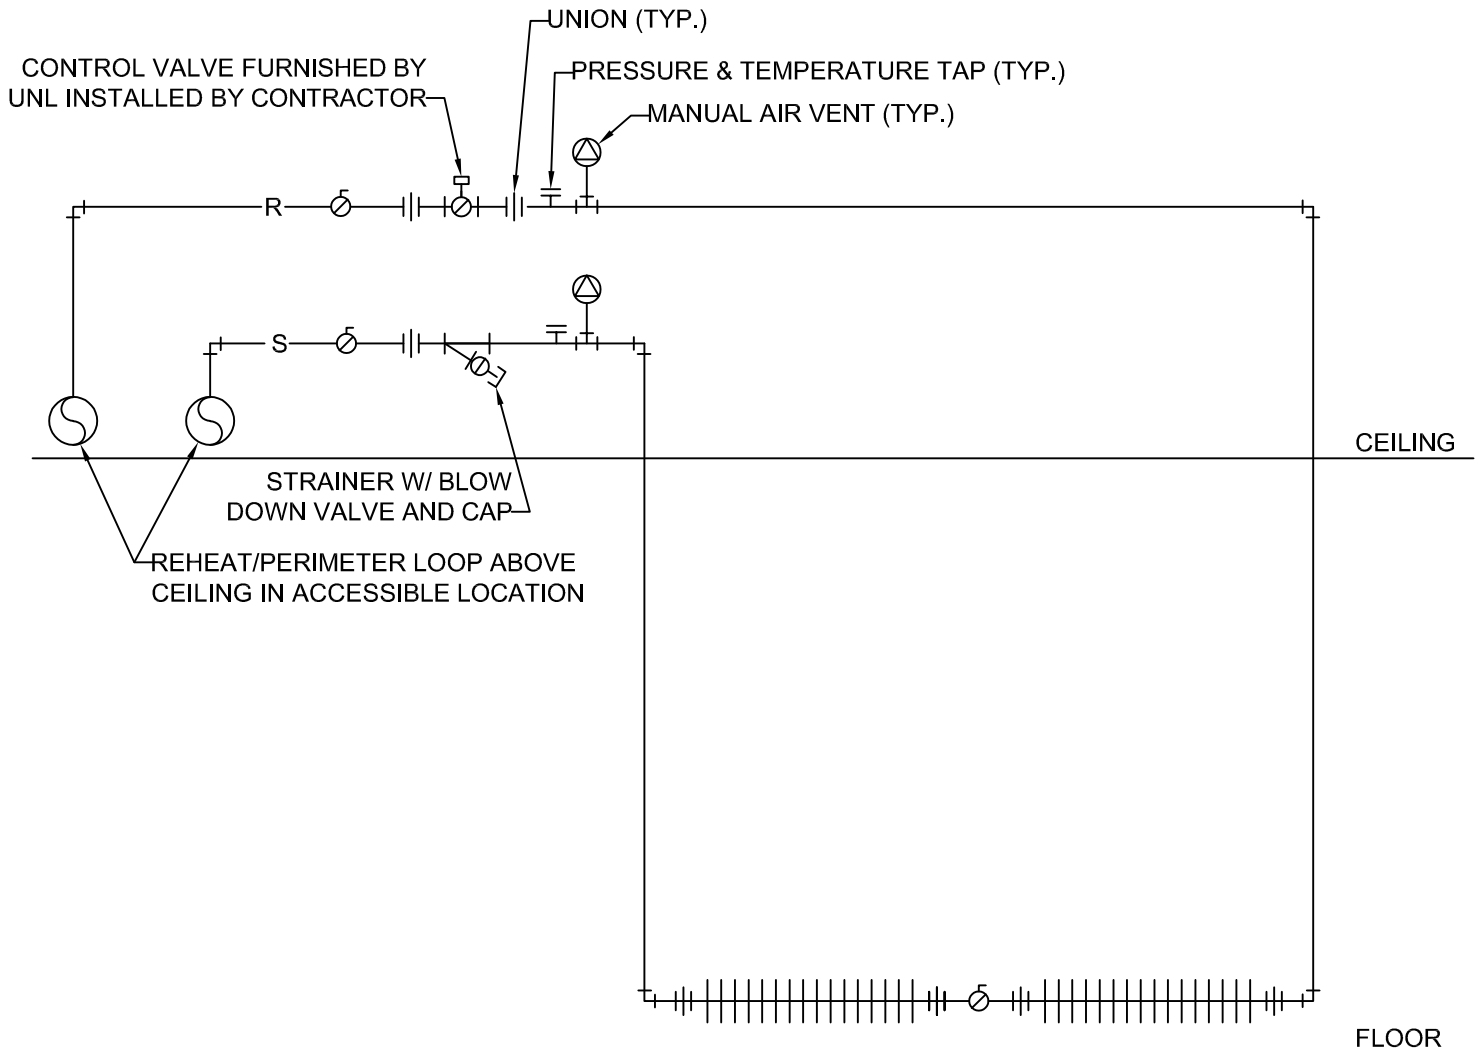 UNION (TYP.)
CONTROL VALVE FURNISHED BY
UNL INSTALLED BY CONTRACTOR
PRESSURE & TEMPERATURE TAP (TYP.)
MANUAL AIR VENT (TYP.)
R
S
CEILING
STRAINER W/ BLOW
DOWN VALVE AND CAP
REHEAT/PERIMETER LOOP ABOVE
CEILING IN ACCESSIBLE LOCATION
FLOOR